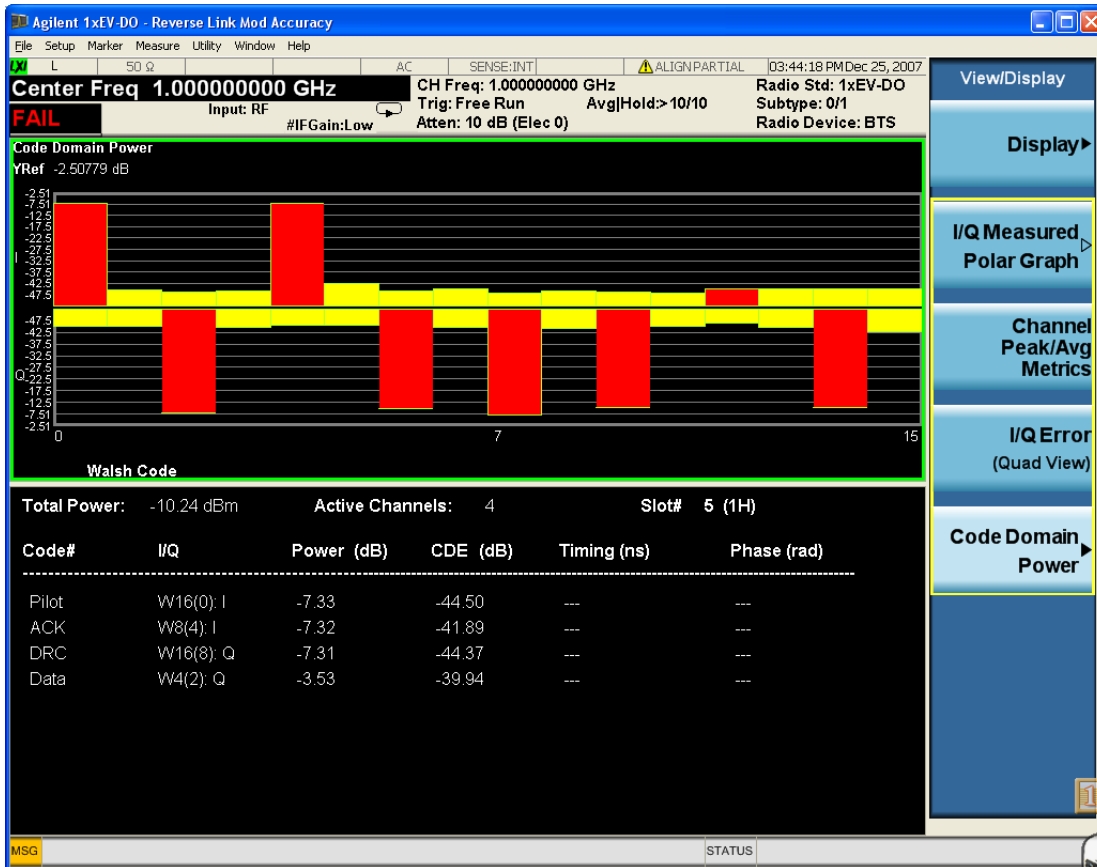 Agilent 1xEV-DO - Reverse Link Mod Accuracy
File Setup Marker Measure Utility Window Help
LXI L 50 Ω AC SENSE:INT ALIGN PARTIAL 03:44:18 PM Dec 25, 2007
Center Freq 1.000000000 GHz
Input: RF
#IFGain:Low
CH Freq: 1.000000000 GHz
Trig: Free Run Avg|Hold:> 10/10
Atten: 10 dB (Elec 0)
Radio Std: 1xEV-DO
Subtype: 0/1
Radio Device: BTS
FAIL
Code Domain Power
YRef -2.50779 dB
-2.51
-7.51
-12.5
-17.5
-22.5
-27.5
I -32.5
-37.5
-42.5
-47.5
-47.5
-42.5
-37.5
-32.5
-27.5
Q -22.5
-17.5
-12.5
-7.51
-2.51
0 7 15
Walsh Code
Total Power: -10.24 dBm Active Channels: 4 Slot# 5 (1H)
Code# I/Q Power (dB) CDE (dB) Timing (ns) Phase (rad)
Pilot W16(0): I -7.33 -44.50 --- ---
ACK W8(4): I -7.32 -41.89 --- ---
DRC W16(8): Q -7.31 -44.37 --- ---
Data W4(2): Q -3.53 -39.94 --- ---
View/Display
Display
I/Q Measured
Polar Graph
Channel
Peak/Avg
Metrics
I/Q Error
(Quad View)
Code Domain
Power
1
MSG STATUS